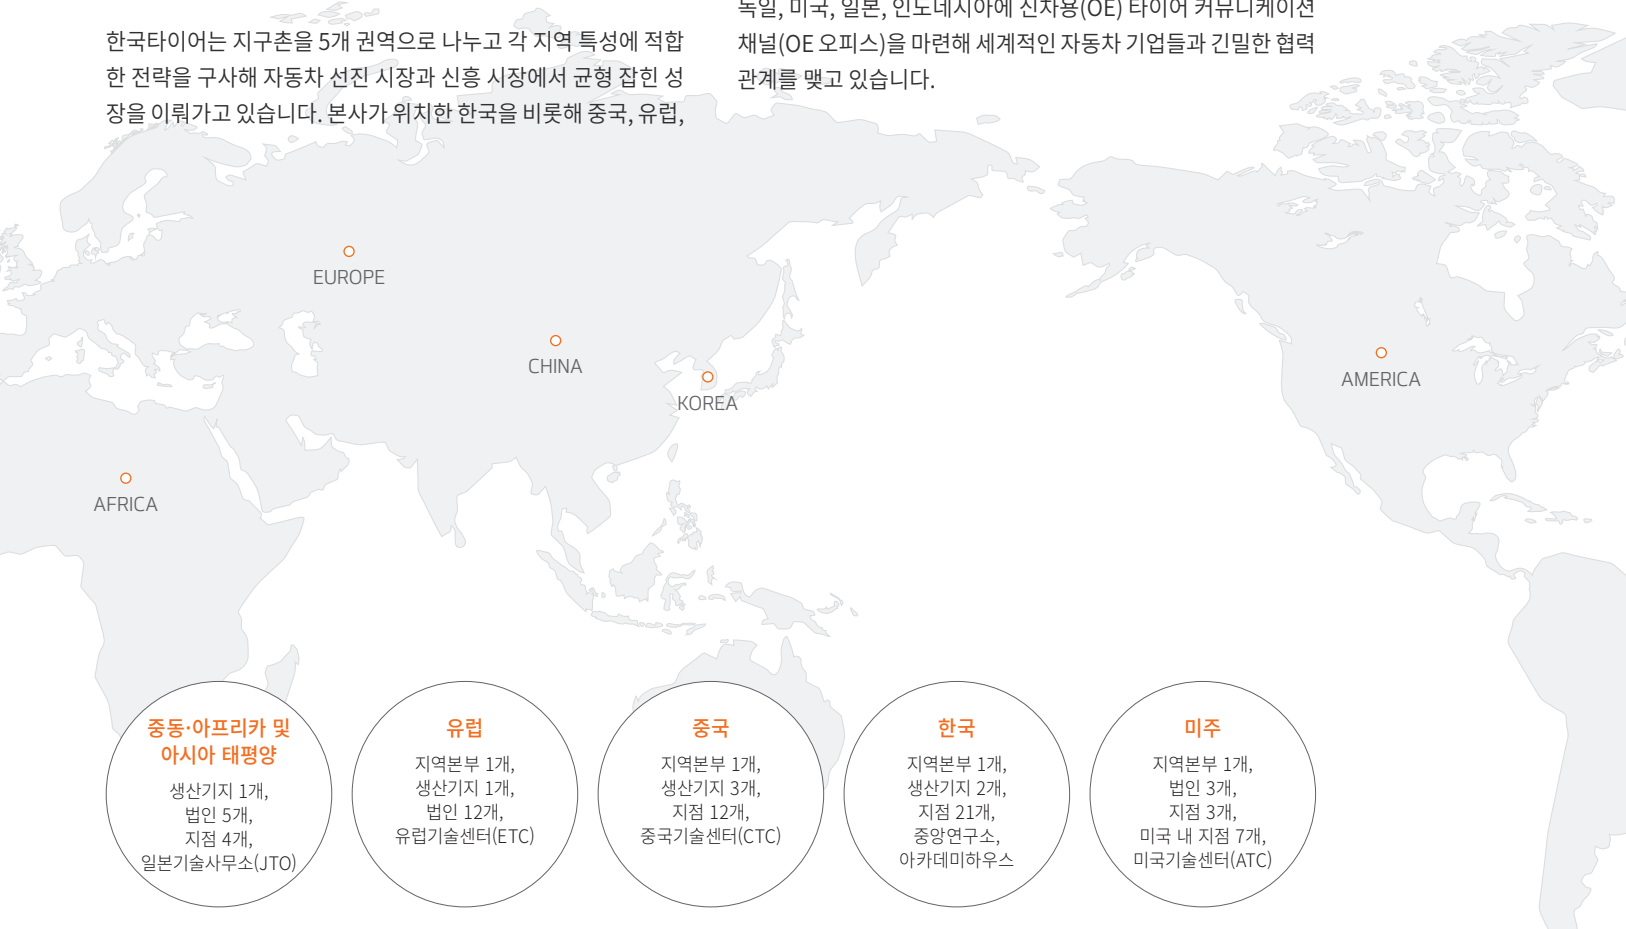 한국타이어는 지구촌을 5개 권역으로 나누고 각 지역 특성에 적합
한 전략을 구사해 자동차 선진 시장과 신흥 시장에서 균형 잡힌 성
장을 이뤄가고 있습니다. 본사가 위치한 한국을 비롯해 중국, 유럽,
독일, 미국, 일본, 인도네시아에 신차용(OE) 타이어 커뮤니케이션
채널(OE 오피스)을 마련해 세계적인 자동차 기업들과 긴밀한 협력
관계를 맺고 있습니다.
EUROPE
CHINA
KOREA
AMERICA
AFRICA
중동·아프리카 및
아시아 태평양
생산기지 1개,
법인 5개,
지점 4개,
일본기술사무소(JTO)
유럽
지역본부 1개,
생산기지 1개,
법인 12개,
유럽기술센터(ETC)
중국
지역본부 1개,
생산기지 3개,
지점 12개,
중국기술센터(CTC)
한국
지역본부 1개,
생산기지 2개,
지점 21개,
중앙연구소,
아카데미하우스
미주
지역본부 1개,
법인 3개,
지점 3개,
미국 내 지점 7개,
미국기술센터(ATC)